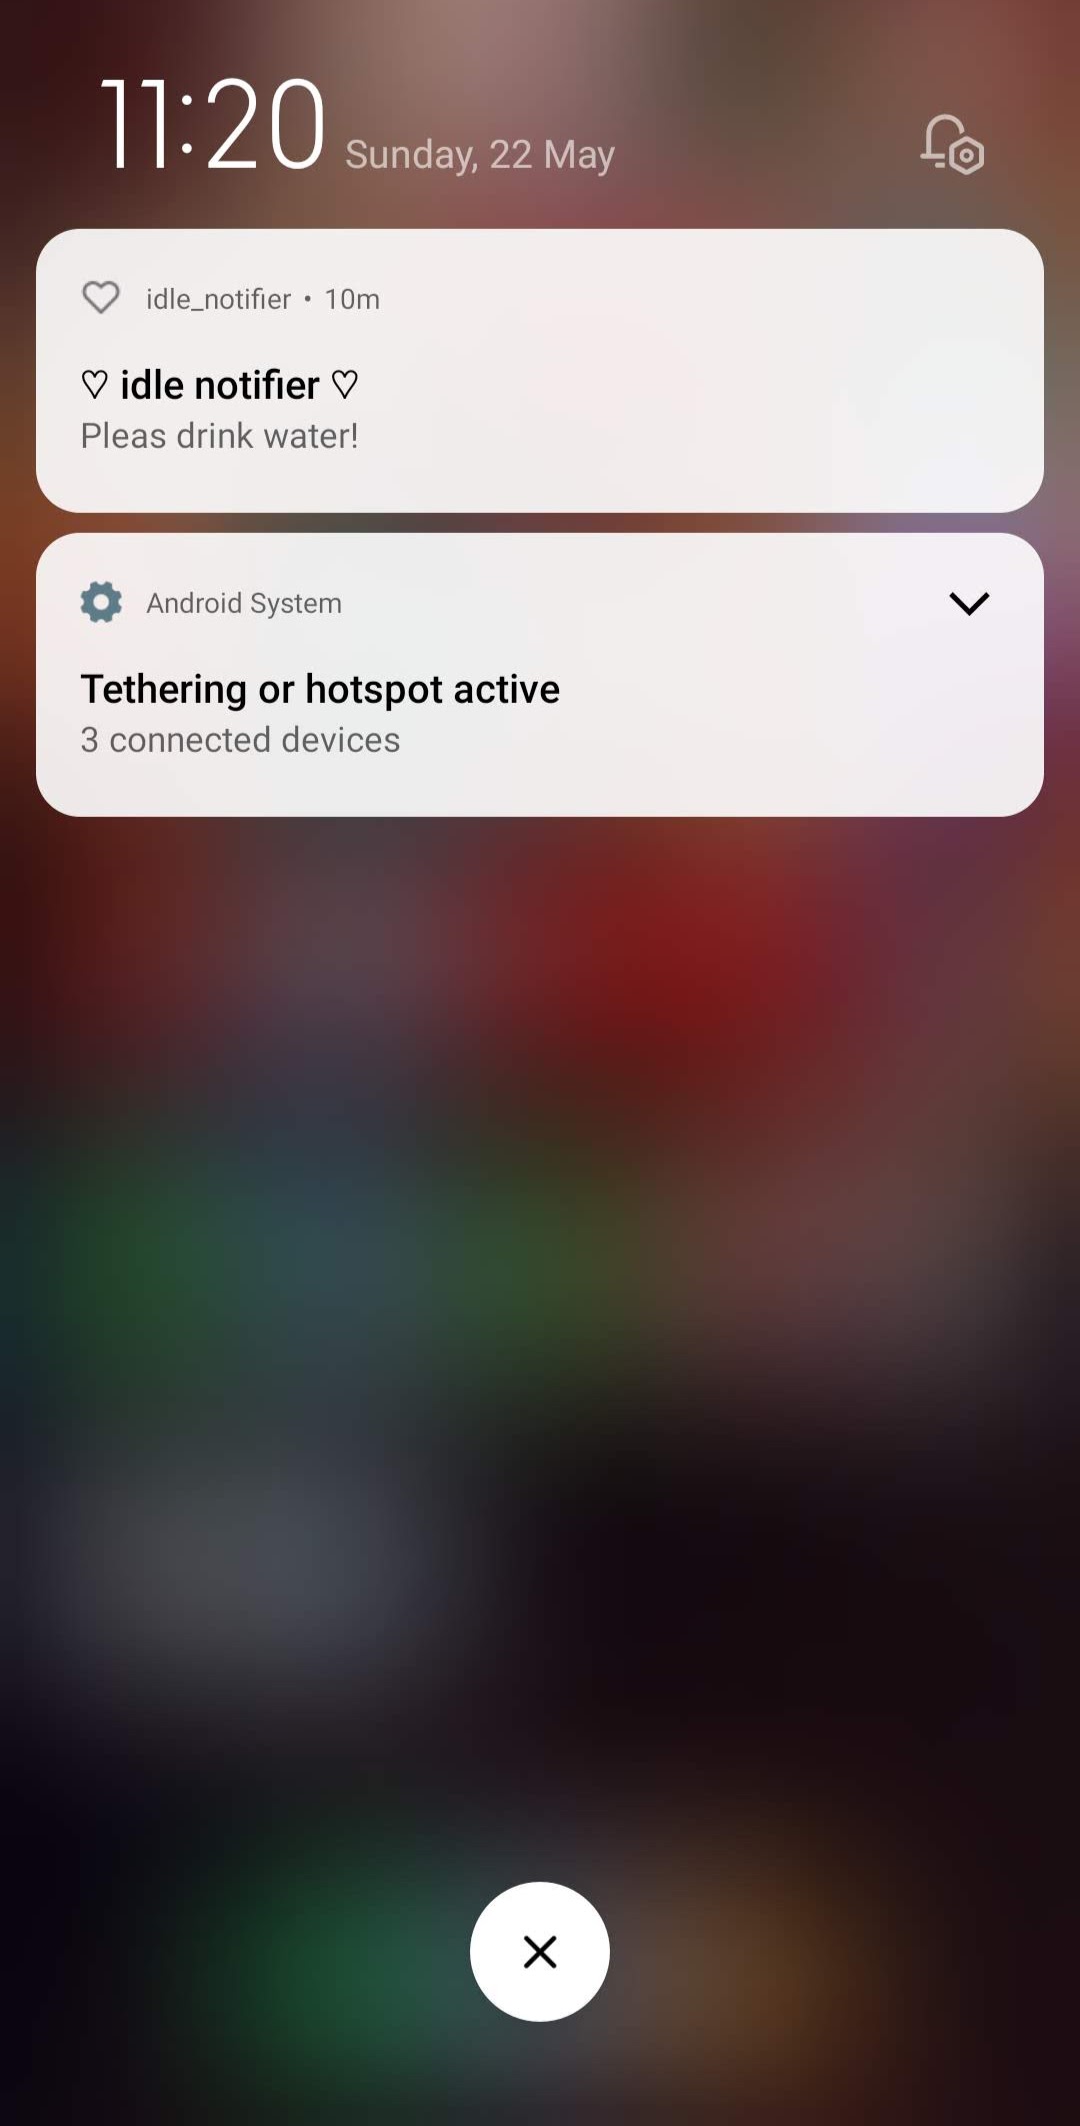 11:20 Sunday, 22 May
idle_notifier • 10m
♡ idle notifier ♡
Pleas drink water!
Android System
Tethering or hotspot active
3 connected devices